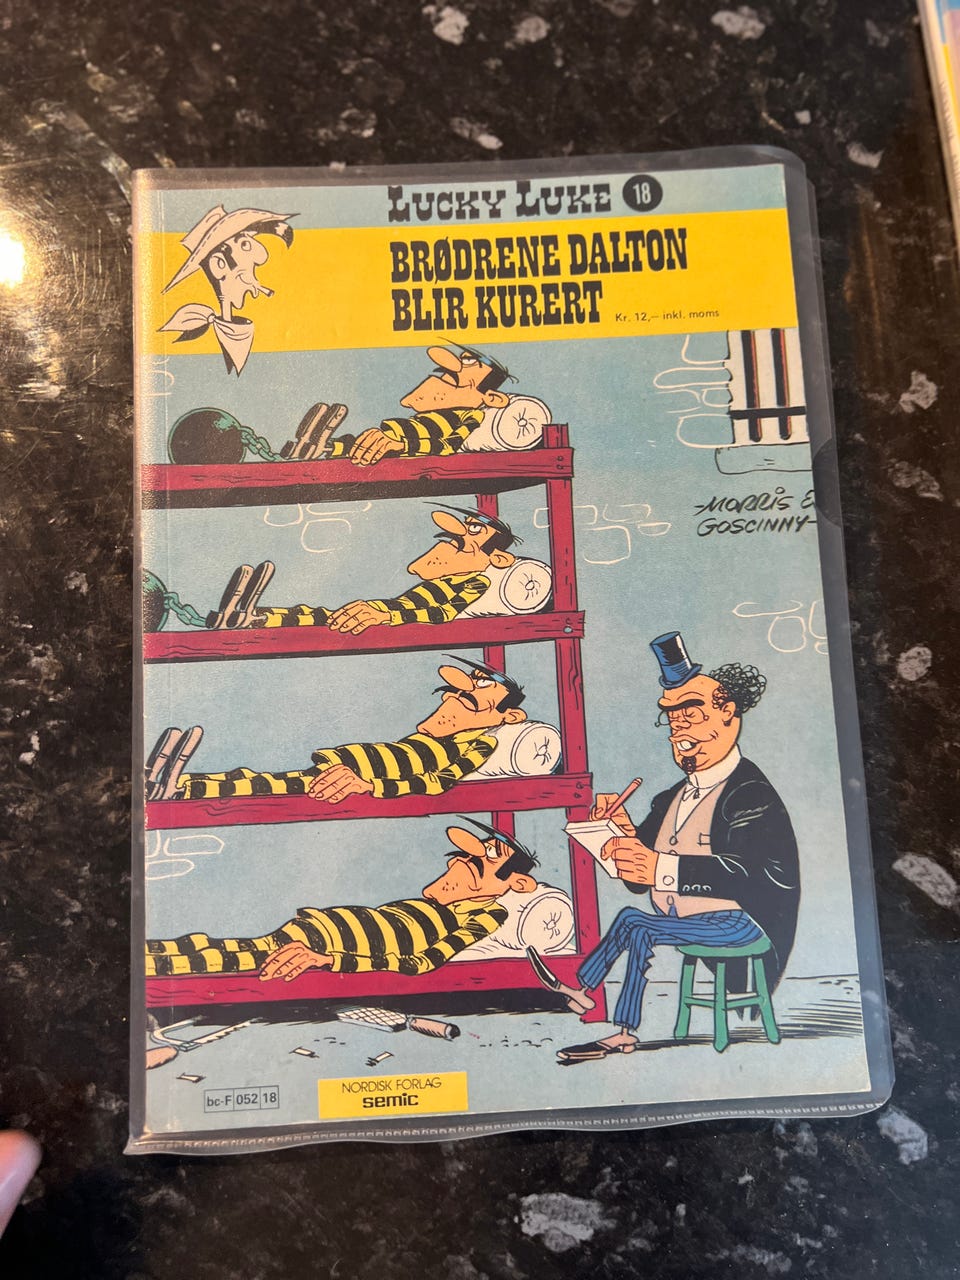 LUCKY LUKE 18
BRØDRENE DALTON
BLIR KURERT
Kr. 12,– inkl. moms
-MORRIS &
GOSCINNY-
bc-F 052 18
NORDISK FORLAG
semic